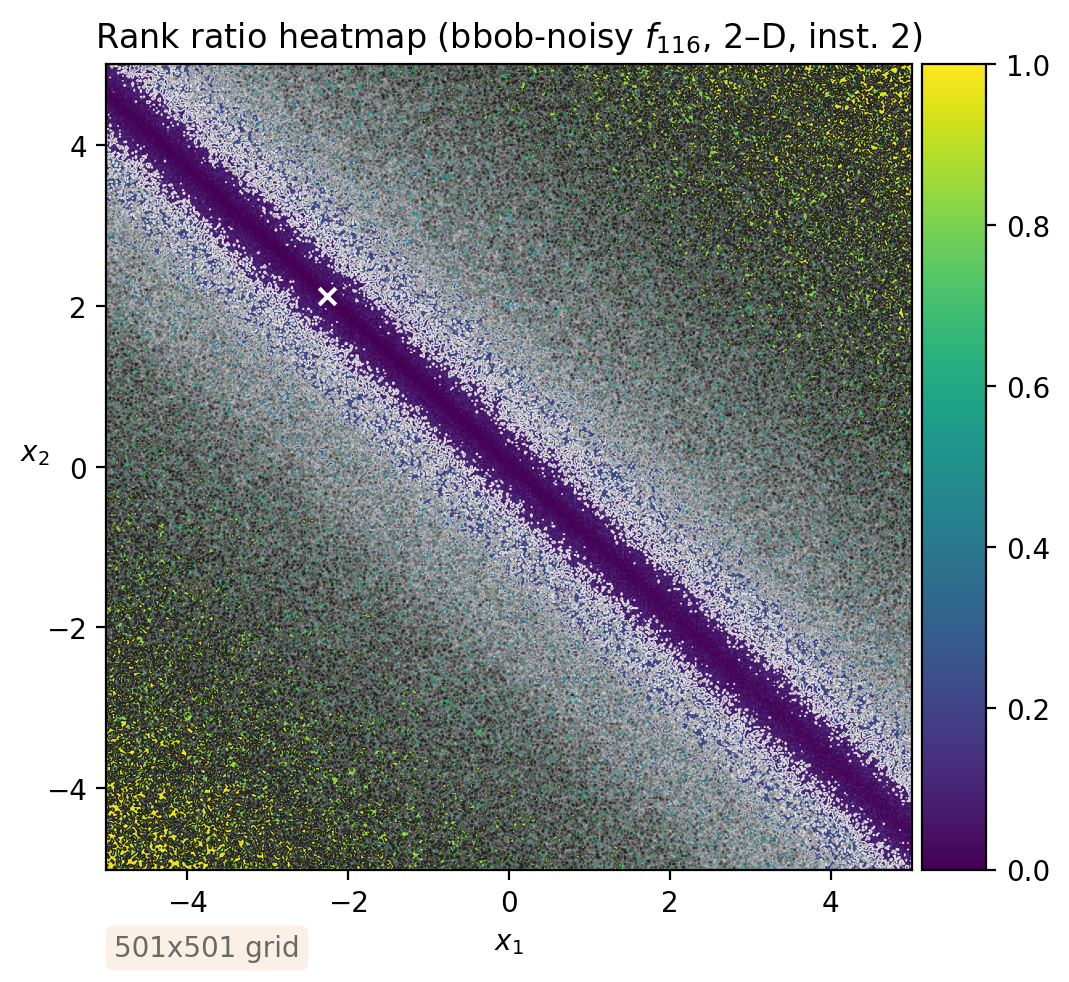 Rank ratio heatmap (bbob-noisy f₁₁₆, 2–D, inst. 2)
1.0
0.8
0.6
0.4
0.2
0.0
4
2
0
−2
−4
x₂
−4 −2 0 2 4
x₁
501x501 grid